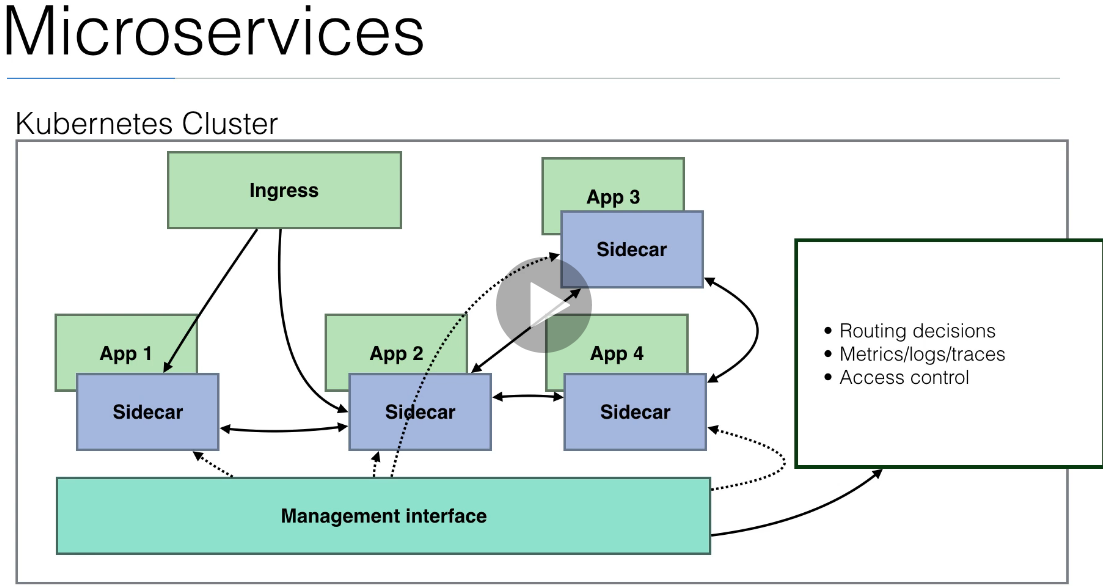 Microservices
Kubernetes Cluster
Ingress
App 3
Sidecar
App 1
Sidecar
App 2
Sidecar
App 4
Sidecar
• Routing decisions
• Metrics/logs/traces
• Access control
Management interface